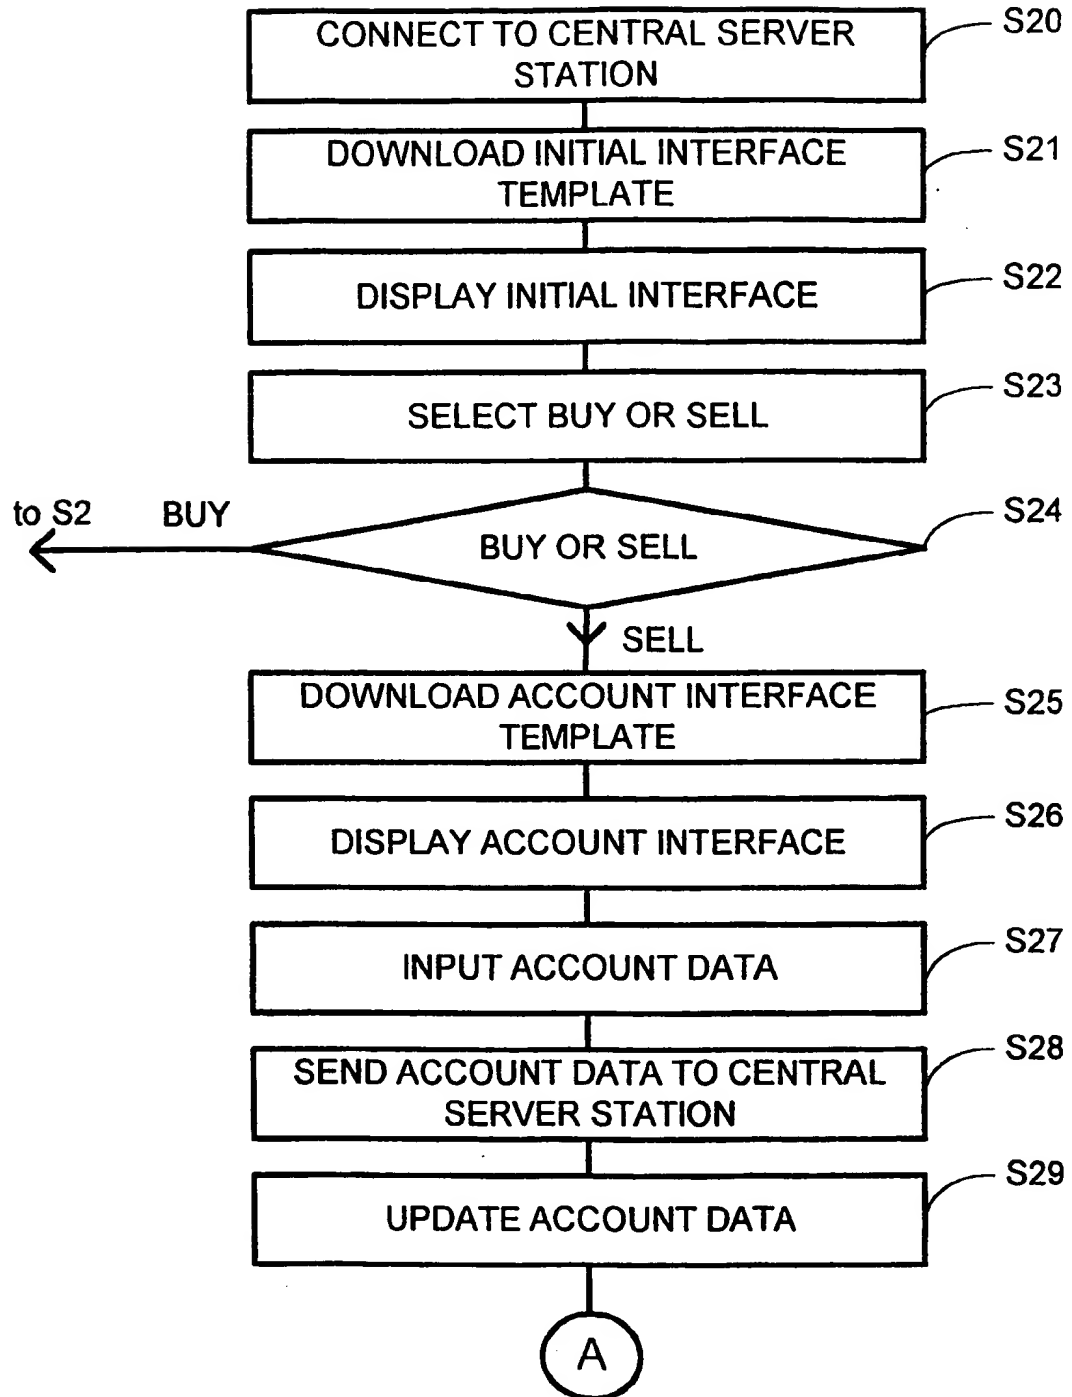 CONNECT TO CENTRAL SERVER
STATION
S20
DOWNLOAD INITIAL INTERFACE
TEMPLATE
S21
DISPLAY INITIAL INTERFACE
S22
SELECT BUY OR SELL
S23
to S2
BUY
BUY OR SELL
S24
SELL
DOWNLOAD ACCOUNT INTERFACE
TEMPLATE
S25
DISPLAY ACCOUNT INTERFACE
S26
INPUT ACCOUNT DATA
S27
SEND ACCOUNT DATA TO CENTRAL
SERVER STATION
S28
UPDATE ACCOUNT DATA
S29
A